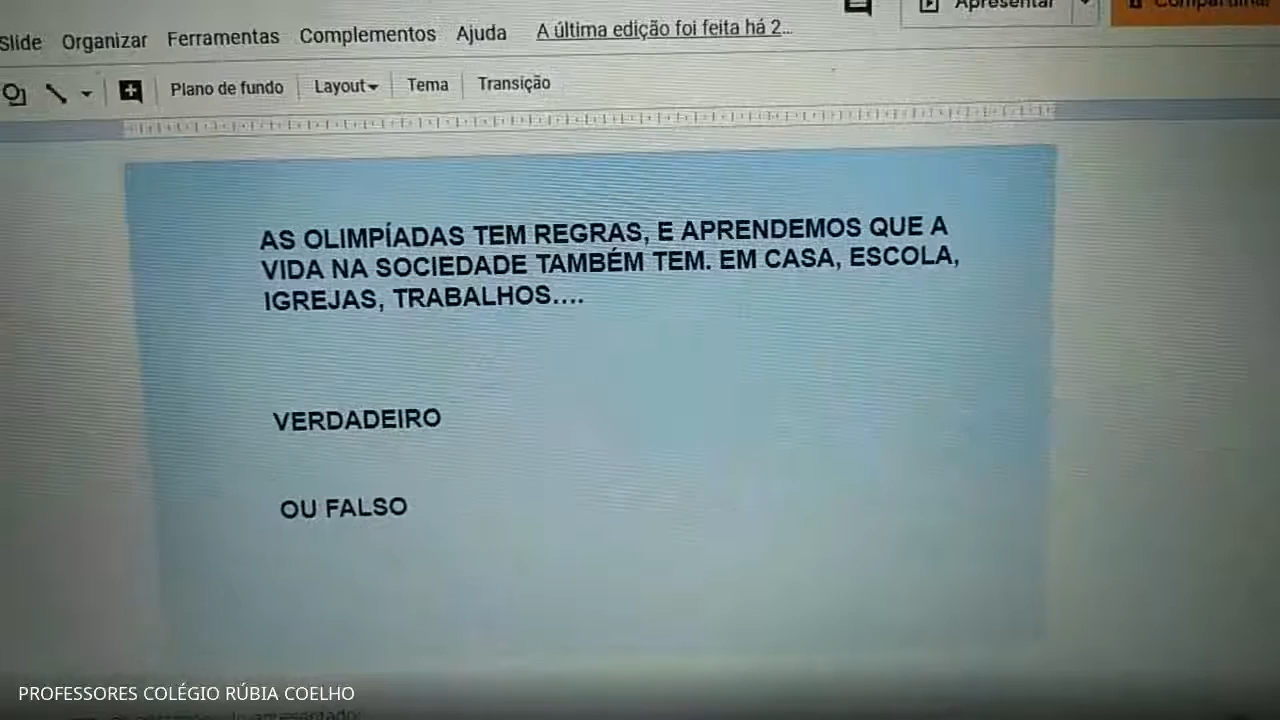 Slide Organizar Ferramentas Complementos Ajuda A última edição foi feita há 2...
Apresentar Compartilhar
Plano de fundo Layout Tema Transição
AS OLIMPÍADAS TEM REGRAS, E APRENDEMOS QUE A
VIDA NA SOCIEDADE TAMBÉM TEM. EM CASA, ESCOLA,
IGREJAS, TRABALHOS....
VERDADEIRO
OU FALSO
PROFESSORES COLÉGIO RÚBIA COELHO